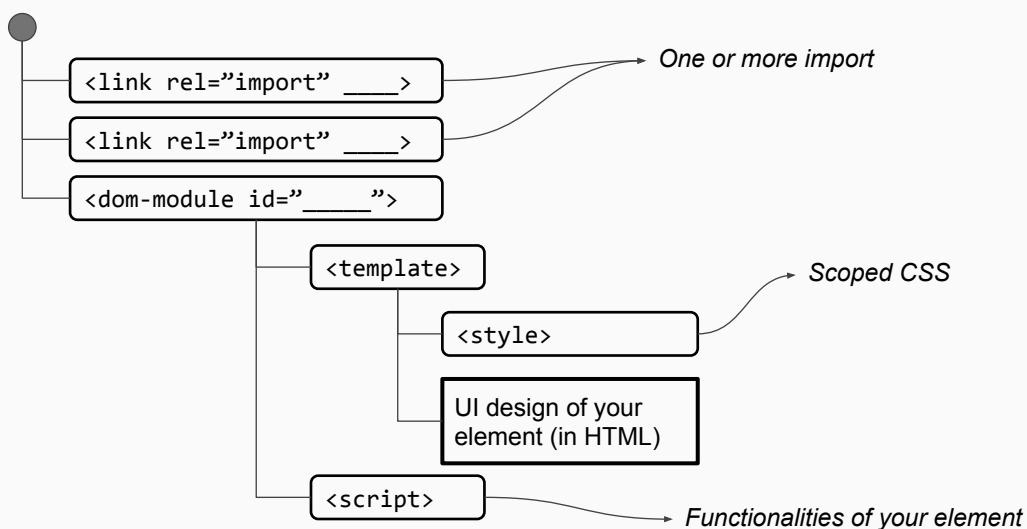 <link rel=”import” ____>
One or more import
<link rel=”import” ____>
<dom-module id=”_____”>
<template>
Scoped CSS
<style>
UI design of your
element (in HTML)
<script>
Functionalities of your element